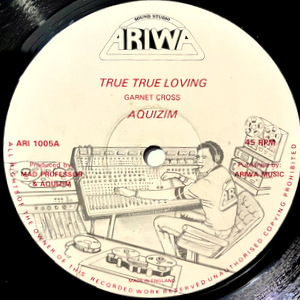 SOUND STUDIO
ARIWA
TRUE TRUE LOVING
GARNET CROSS
AQUIZIM
ARI 1005A
45 RPM
Produced by
MAD PROFESSOR
& AQUIZIM
Published by
ARIWA MUSIC
MADE IN ENGLAND
ALL RIGHTS OF THE OWNER OF THIS RECORDED WORK RESERVED UNAUTHORISED COPYING PROHIBITED